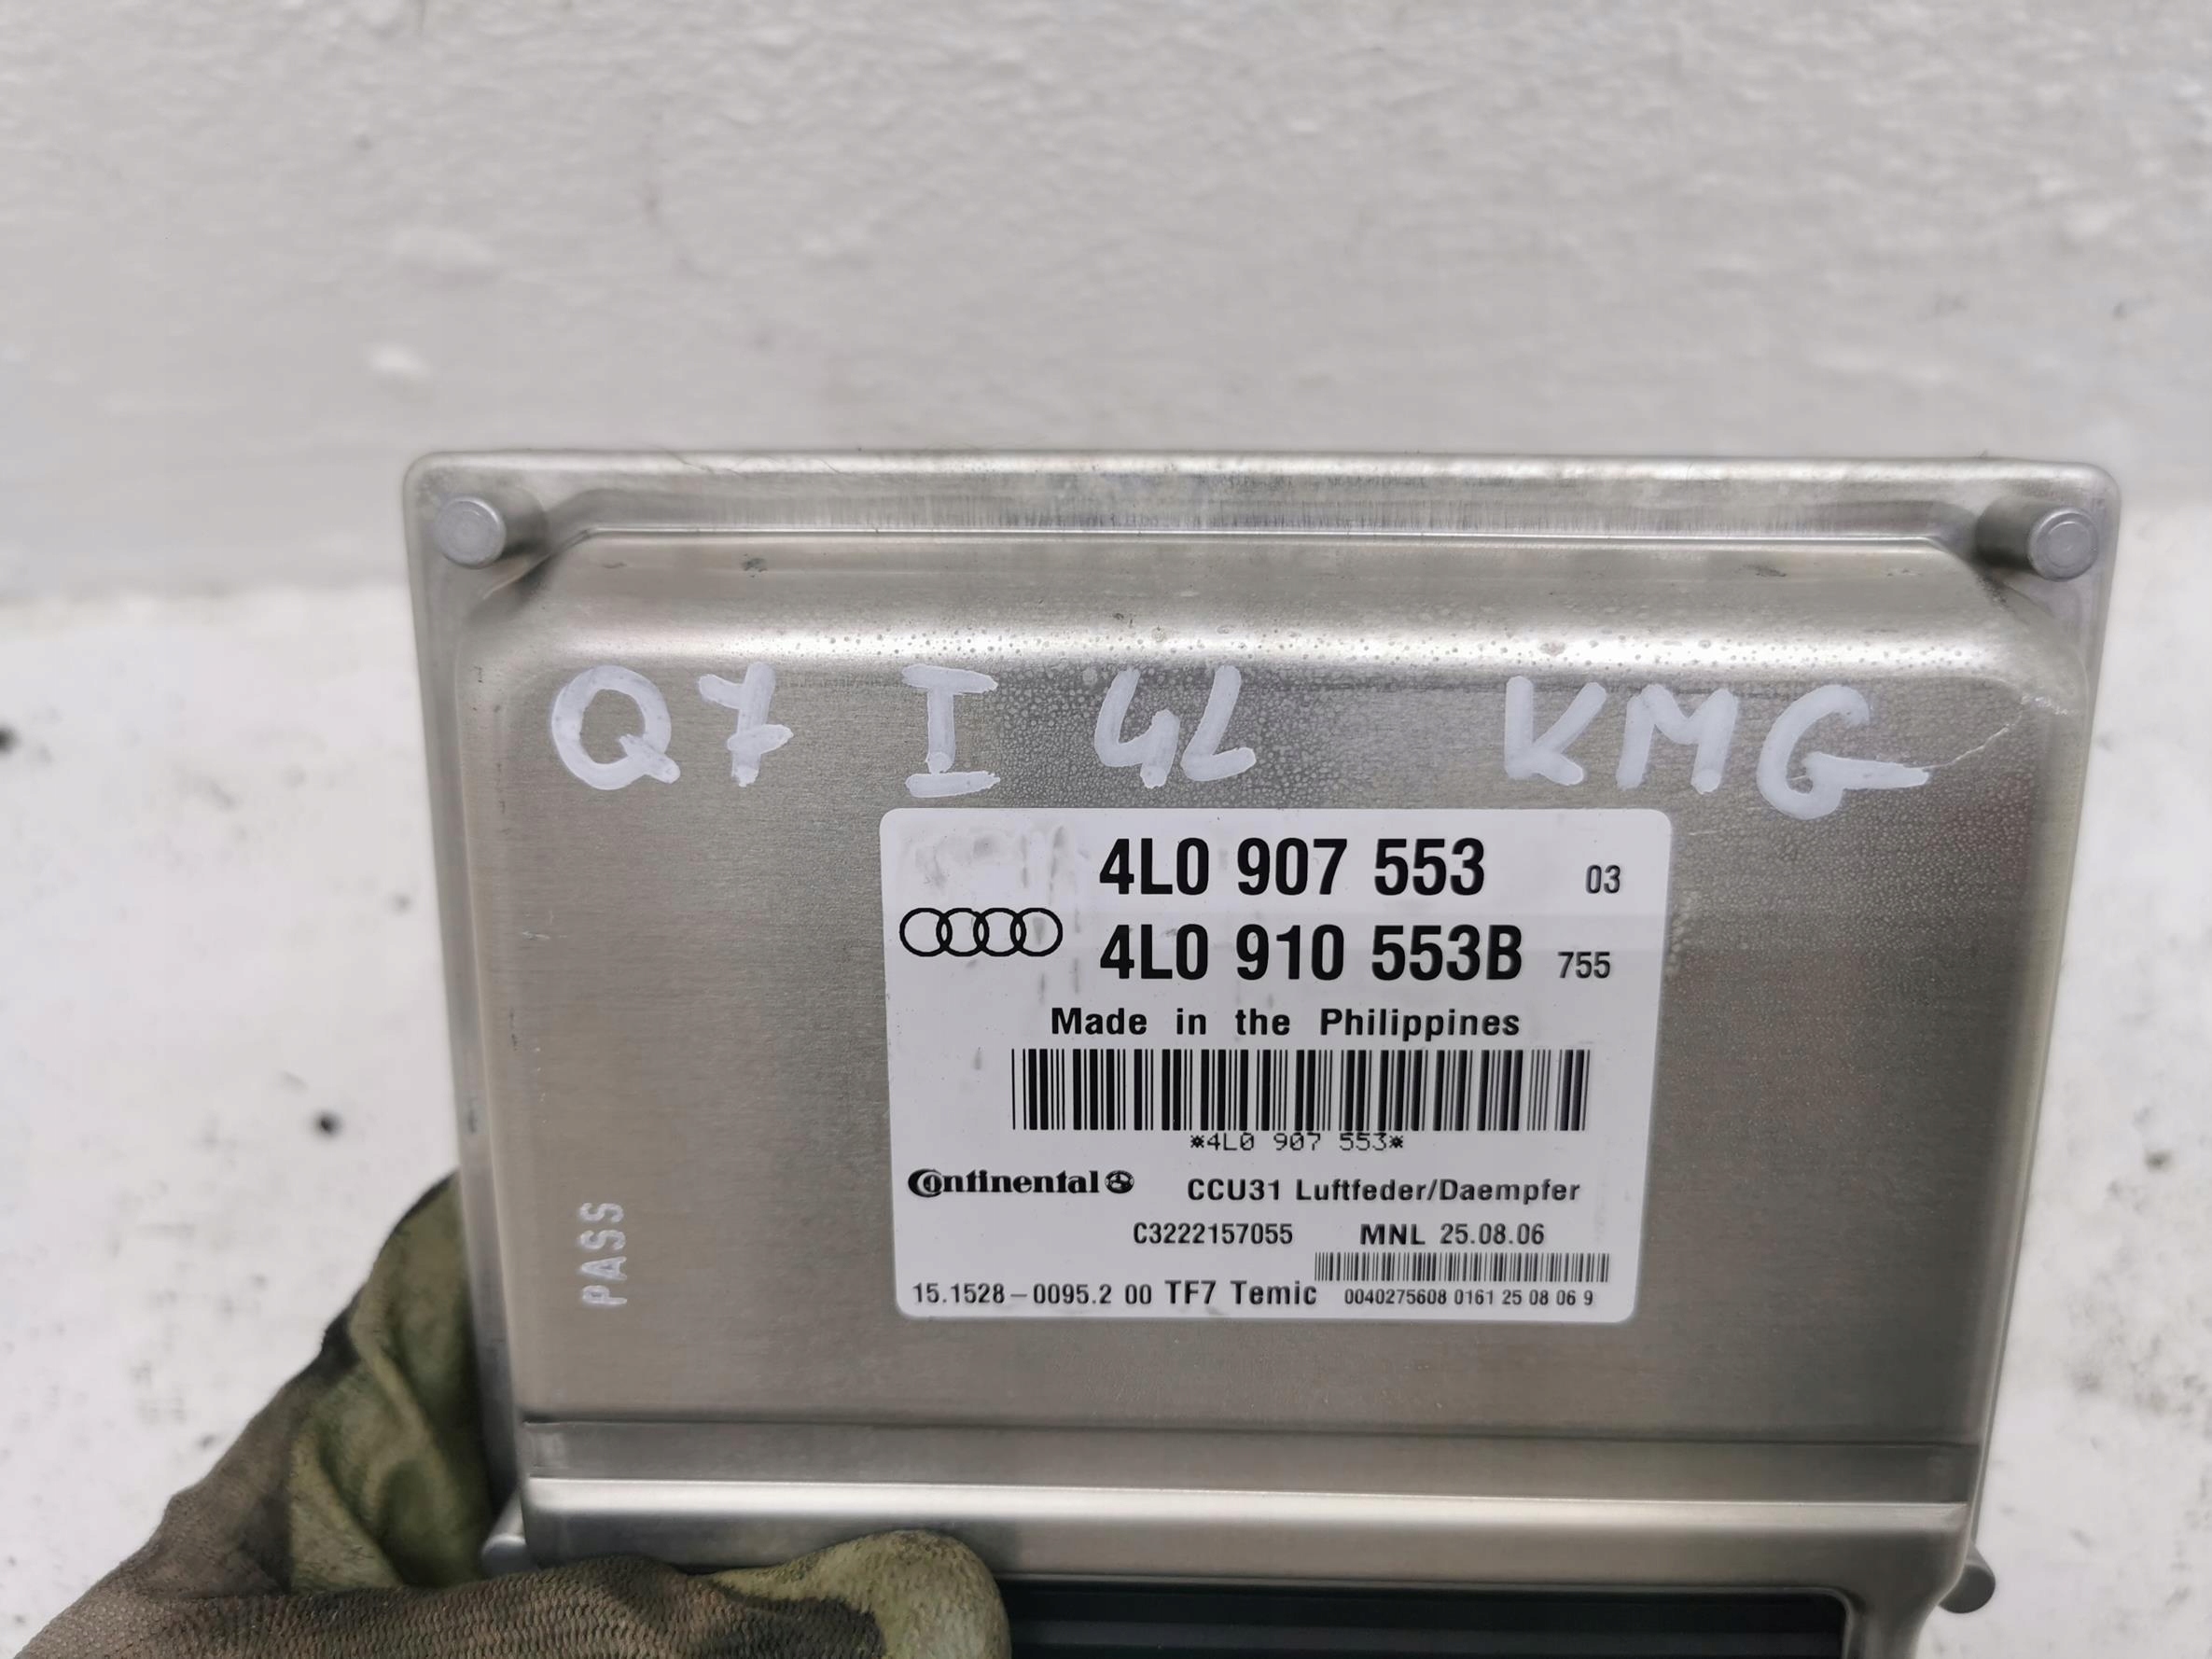 Q7 I 4L KMG
4L0 907 553 03
4L0 910 553B 755
Made in the Philippines
*4L0 907 553*
Continental CCU31 Luftfeder/Daempfer
C3222157055 MNL 25.08.06
15.1528-0095.2 00 TF7 Temic 0040275608 0161 25 08 06 9
PASS